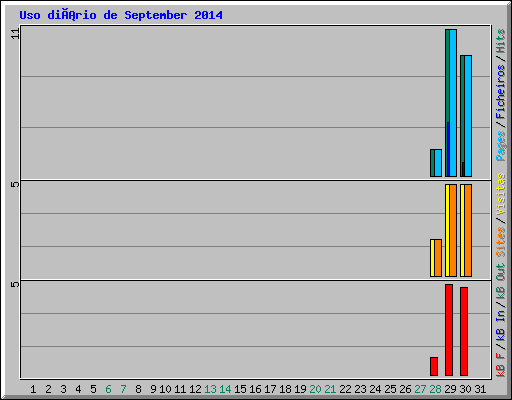 Uso diÃ¡rio de September 2014
11
5
5
kB F / kB In / kB Out Sites / Visitas Pages / Ficheiros / Hits
1 2 3 4 5 6 7 8 9 10 11 12 13 14 15 16 17 18 19 20 21 22 23 24 25 26 27 28 29 30 31